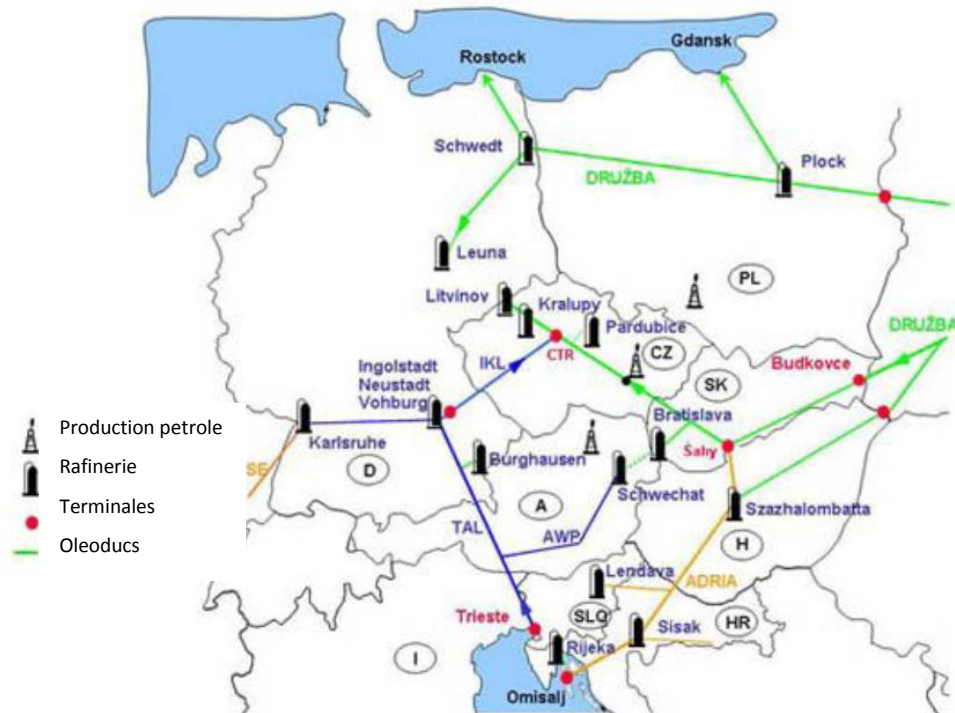 Gdansk
Rostock
Schwedt
Plock
DRUŽBA
Leuna
PL
Litvinov
Kralupy
Pardubice
DRUŽBA
CTR
CZ
IKL
Budkovce
Ingolstadt
Neustadt
Vohburg
SK
Bratislava
Karlsruhe
Šahy
SE
D
Burghausen
Schwechat
Szazhalombatta
A
TAL
AWP
H
Lendava
ADRIA
Trieste
SLO
Sisak
HR
Rijeka
I
Omisalj
Production petrole
Rafinerie
Terminales
Oleoducs